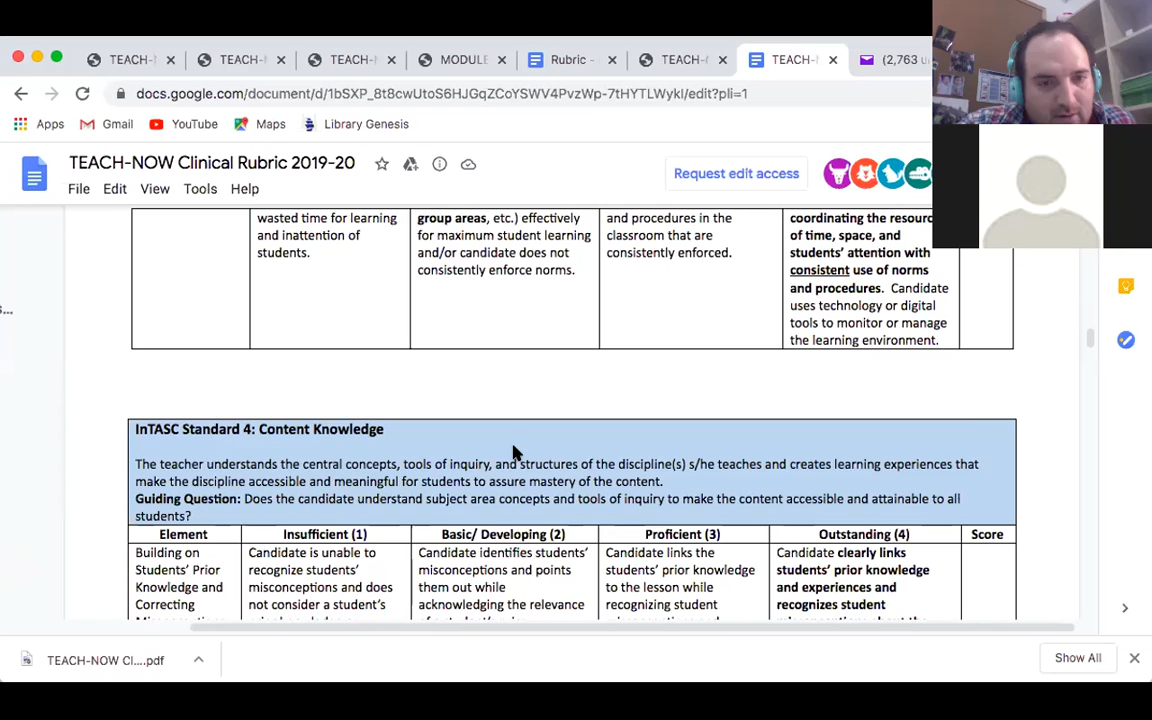 TEACH-
TEACH-
TEACH-
MODULE
Rubric -
TEACH-
TEACH-
(2,763 u
docs.google.com/document/d/1bSXP_8t8cwUtoS6HJGqZCoYSWV4PvzWp-7tHYTLWykI/edit?pli=1
Apps
Gmail
YouTube
Maps
Library Genesis
TEACH-NOW Clinical Rubric 2019-20
Request edit access
File Edit View Tools Help
wasted time for learning
and inattention of
students.
group areas, etc.) effectively
for maximum student learning
and/or candidate does not
consistently enforce norms.
and procedures in the
classroom that are
consistently enforced.
coordinating the resourc
of time, space, and
students’ attention with
consistent use of norms
and procedures. Candidate
uses technology or digital
tools to monitor or manage
the learning environment.
s...
InTASC Standard 4: Content Knowledge
The teacher understands the central concepts, tools of inquiry, and structures of the discipline(s) s/he teaches and creates learning experiences that
make the discipline accessible and meaningful for students to assure mastery of the content.
Guiding Question: Does the candidate understand subject area concepts and tools of inquiry to make the content accessible and attainable to all
students?
Element
Insufficient (1)
Basic/ Developing (2)
Proficient (3)
Outstanding (4)
Score
Building on
Students’ Prior
Knowledge and
Correcting
Candidate is unable to
recognize students’
misconceptions and does
not consider a student’s
Candidate identifies students’
misconceptions and points
them out while
acknowledging the relevance
Candidate links the
students’ prior knowledge
to the lesson while
recognizing student
Candidate clearly links
students’ prior knowledge
and experiences and
recognizes student
TEACH-NOW Cl....pdf
Show All